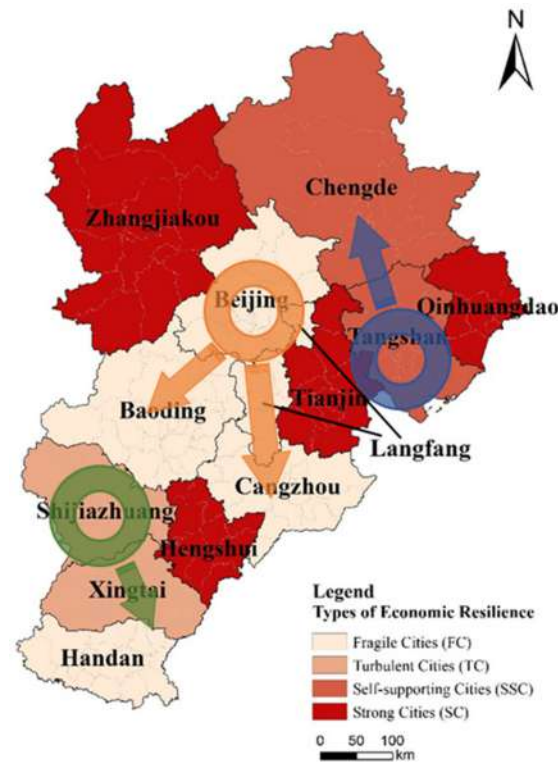 N
Chengde
Zhangjiakou
Beijing
Qinhuangdao
Tangshan
Tianjin
Baoding
Langfang
Cangzhou
Shijiazhuang
Hengshui
Xingtai
Handan
Legend
Types of Economic Resilience
Fragile Cities (FC)
Turbulent Cities (TC)
Self-supporting Cities (SSC)
Strong Cities (SC)
0 50 100
km